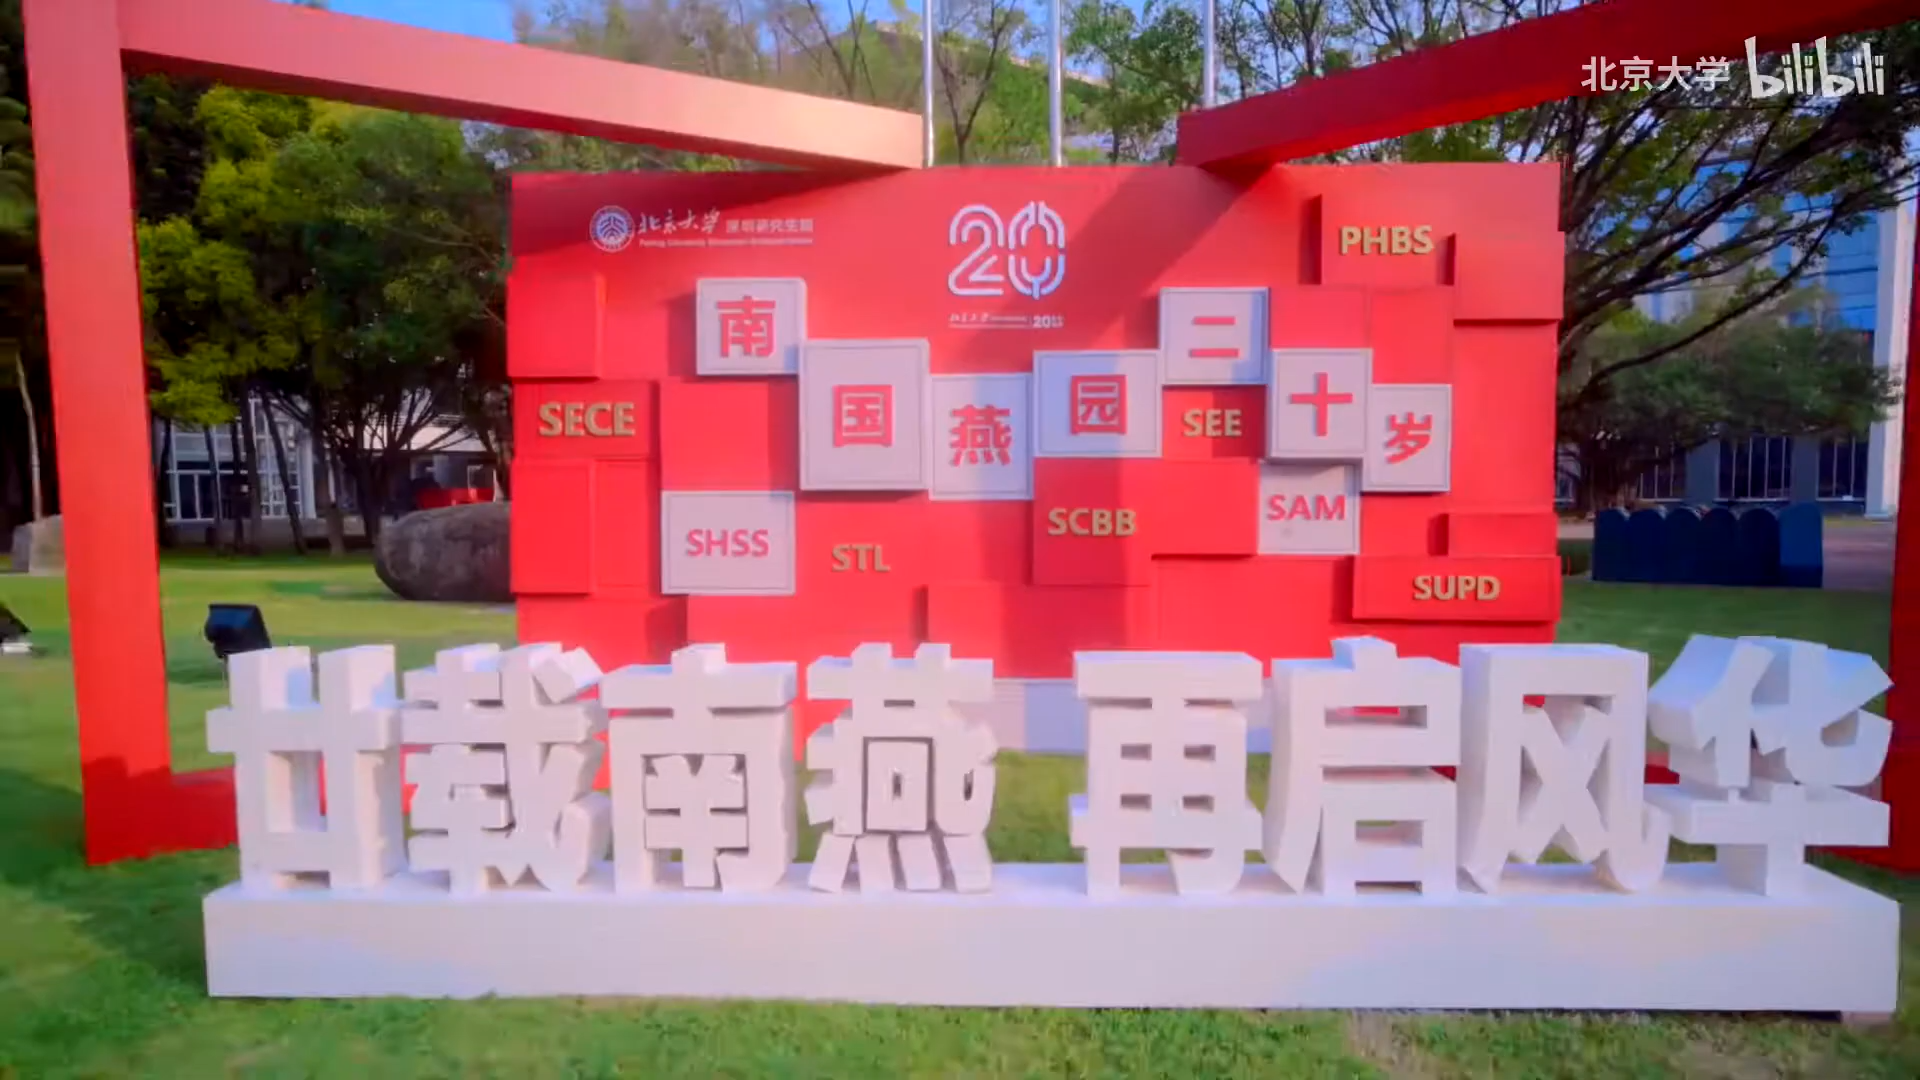 北京大学 bilibili
北京大学 深圳研究生院
20
PHBS
南国燕园二十岁
SECE
SEE
SHSS
STL
SCBB
SAM
SUPD
廿载南燕 再启风华